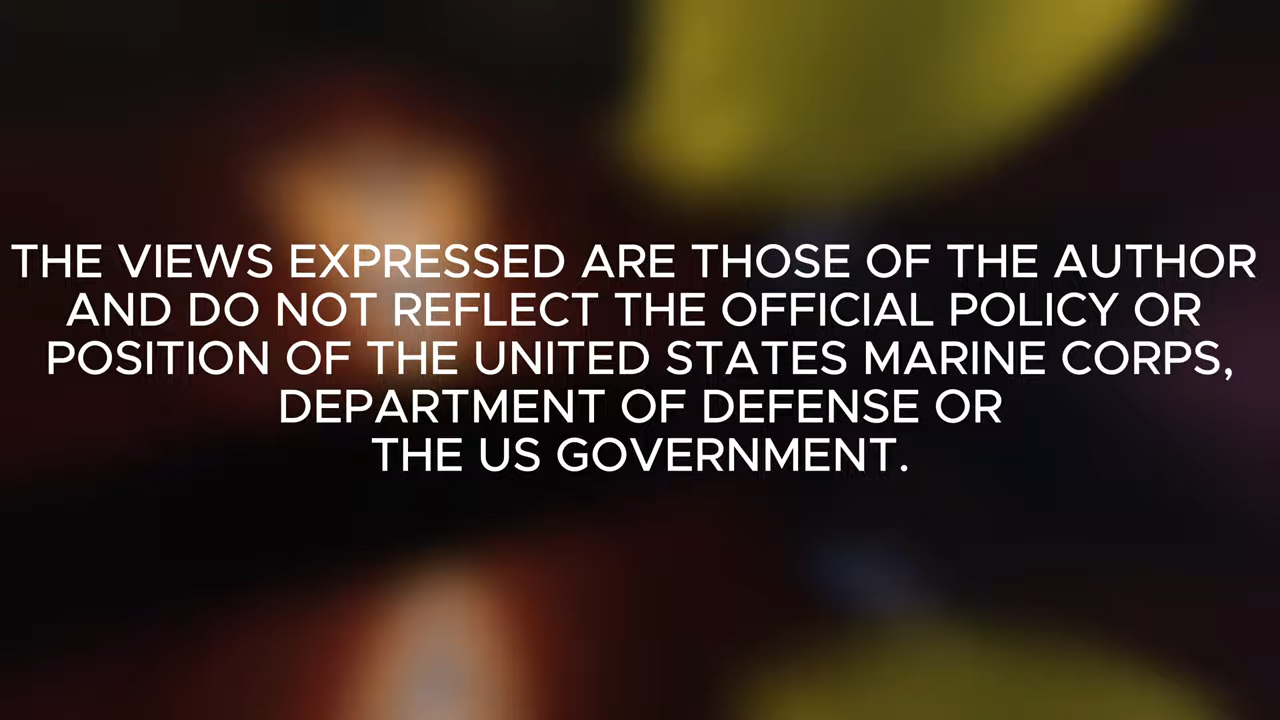 THE VIEWS EXPRESSED ARE THOSE OF THE AUTHOR
AND DO NOT REFLECT THE OFFICIAL POLICY OR
POSITION OF THE UNITED STATES MARINE CORPS,
DEPARTMENT OF DEFENSE OR
THE US GOVERNMENT.